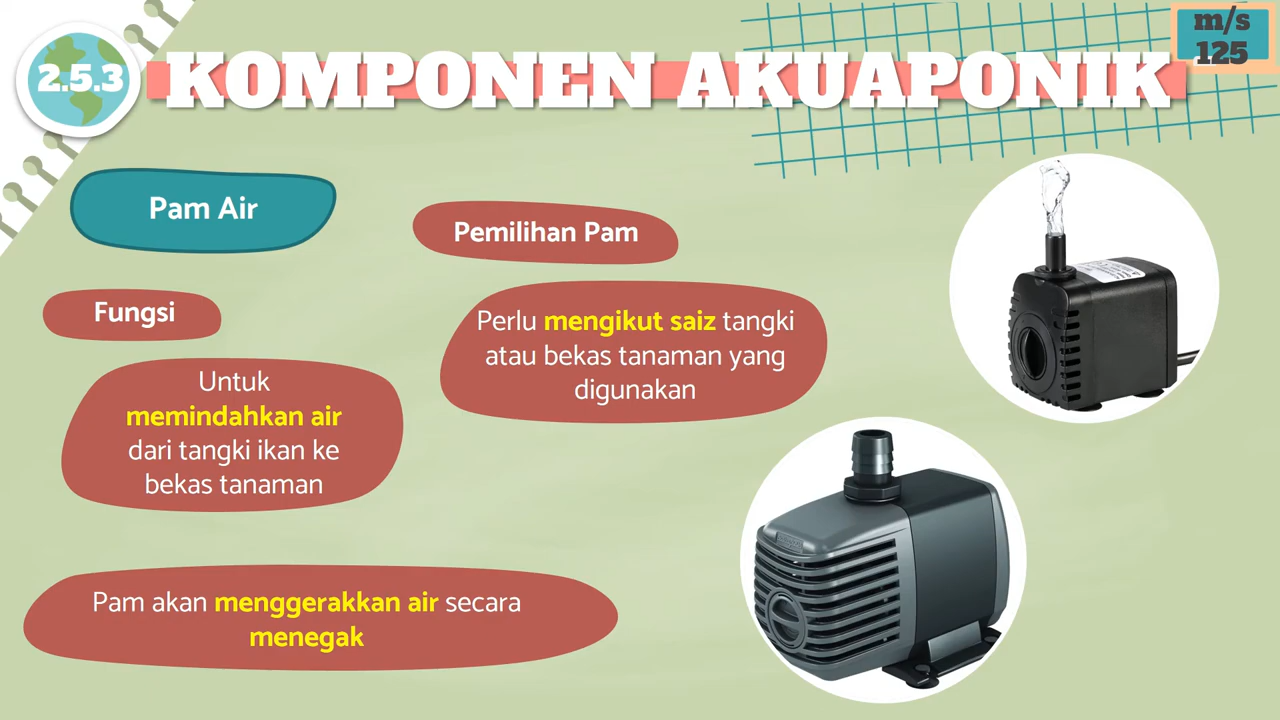 2.5.3
KOMPONEN AKUAPONIK
m/s
125
Pam Air
Fungsi
Untuk
memindahkan air
dari tangki ikan ke
bekas tanaman
Pemilihan Pam
Perlu mengikut saiz tangki
atau bekas tanaman yang
digunakan
Pam akan menggerakkan air secara
menegak